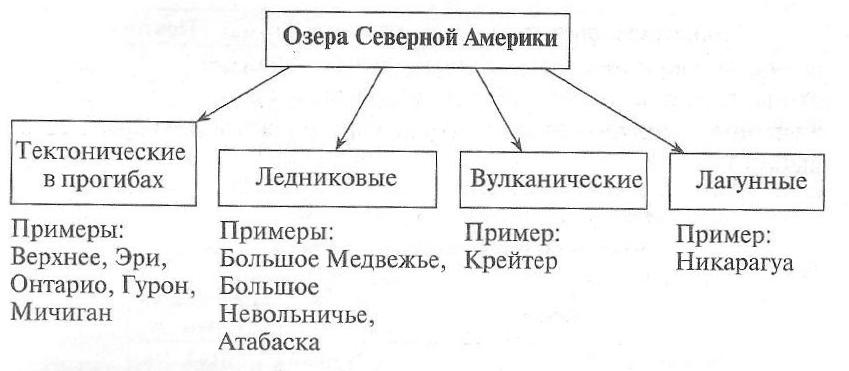 Озера Северной Америки
Тектонические
в прогибах
Примеры:
Верхнее, Эри,
Онтарио, Гурон,
Мичиган
Ледниковые
Примеры:
Большое Медвежье,
Большое
Невольничье,
Атабаска
Вулканические
Пример:
Крейтер
Лагунные
Пример:
Никарагуа